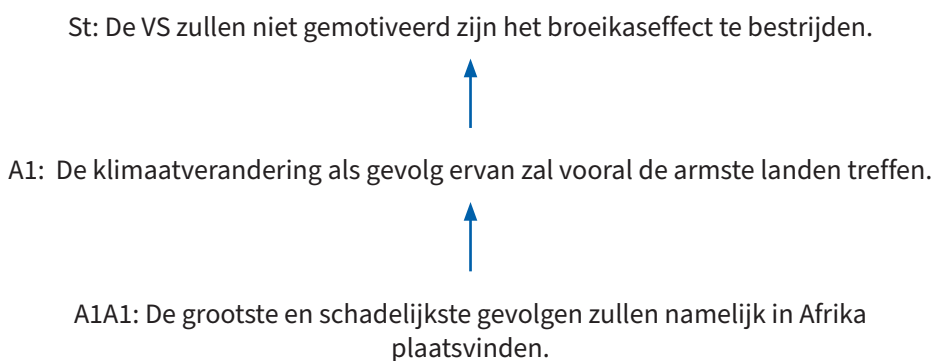 St: De VS zullen niet gemotiveerd zijn het broeikaseffect te bestrijden.
A1: De klimaatverandering als gevolg ervan zal vooral de armste landen treffen.
A1A1: De grootste en schadelijkste gevolgen zullen namelijk in Afrika
plaatsvinden.